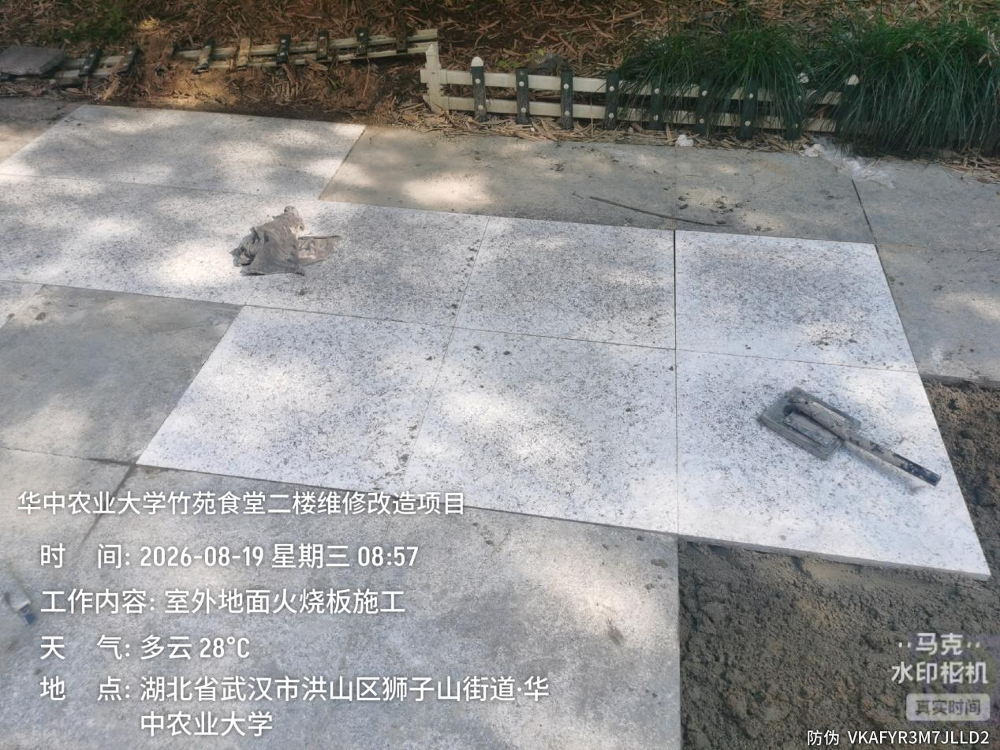 华中农业大学竹苑食堂二楼维修改造项目
时 间: 2026-08-19 星期三 08:57
工作内容: 室外地面火烧板施工
天 气: 多云 28°C
地 点: 湖北省武汉市洪山区狮子山街道·华
中农业大学
马克
水印相机
真实时间
防伪 VKAFYR3M7JLLD2